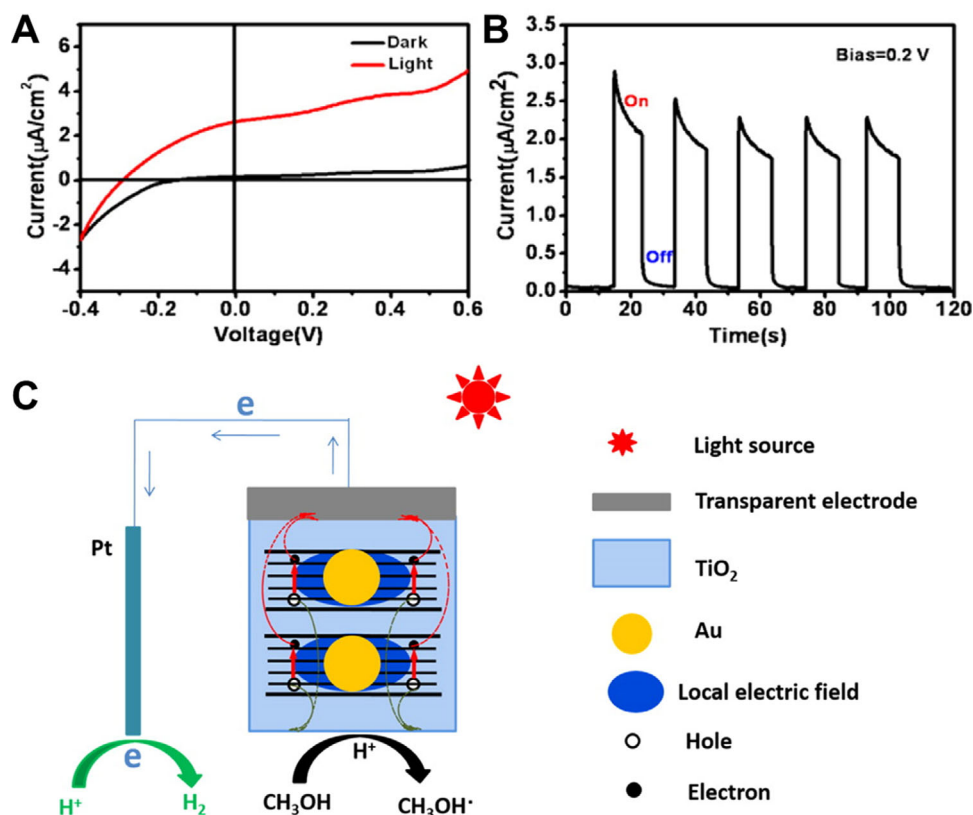 A
Current(μA/cm²)
6
4
2
0
-2
-4
-0.4
-0.2
0.0
0.2
0.4
0.6
Voltage(V)
Dark
Light
B
Current(μA/cm²)
3.5
3.0
2.5
2.0
1.5
1.0
0.5
0.0
0
20
40
60
80
100
120
Time(s)
Bias=0.2 V
On
Off
C
e
Pt
e
H⁺
H₂
H⁺
CH₃OH
CH₃OH·
Light source
Transparent electrode
TiO₂
Au
Local electric field
Hole
Electron